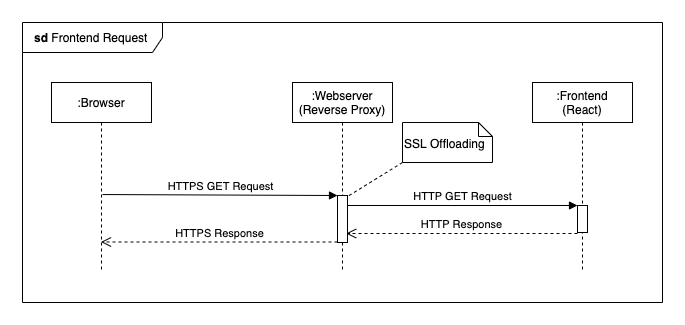 sd Frontend Request
:Browser
:Webserver
(Reverse Proxy)
:Frontend
(React)
SSL Offloading
HTTPS GET Request
HTTP GET Request
HTTP Response
HTTPS Response